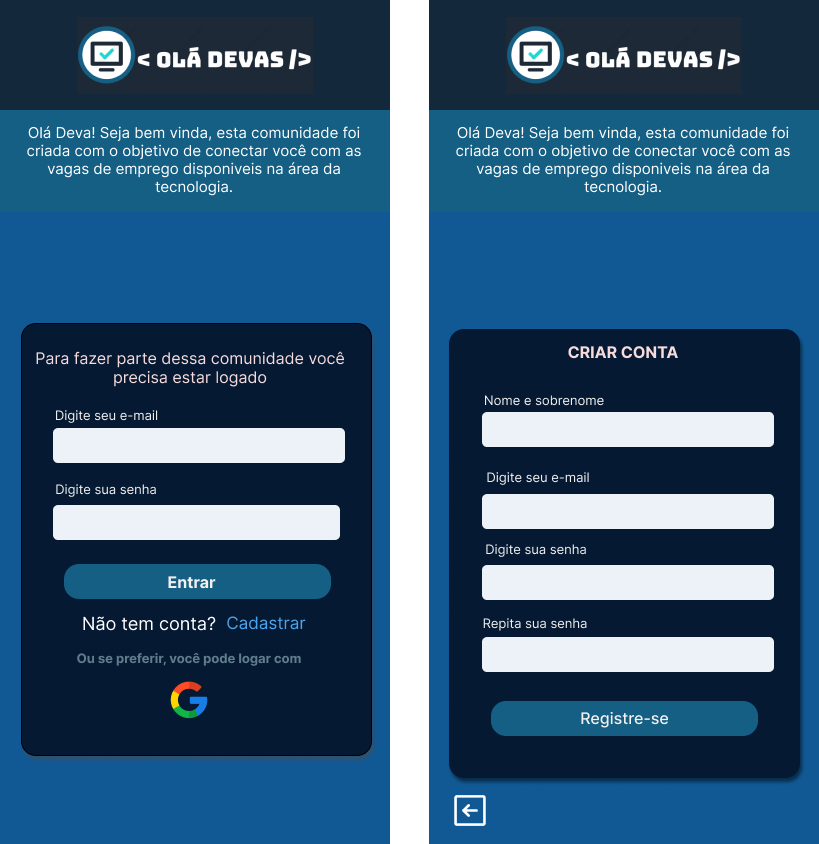 < OLÁ DEVAS />
Olá Deva! Seja bem vinda, esta comunidade foi
criada com o objetivo de conectar você com as
vagas de emprego disponiveis na área da
tecnologia.
Para fazer parte dessa comunidade você
precisa estar logado
Digite seu e-mail
Digite sua senha
Entrar
Não tem conta? Cadastrar
Ou se preferir, você pode logar com
< OLÁ DEVAS />
Olá Deva! Seja bem vinda, esta comunidade foi
criada com o objetivo de conectar você com as
vagas de emprego disponiveis na área da
tecnologia.
CRIAR CONTA
Nome e sobrenome
Digite seu e-mail
Digite sua senha
Repita sua senha
Registre-se